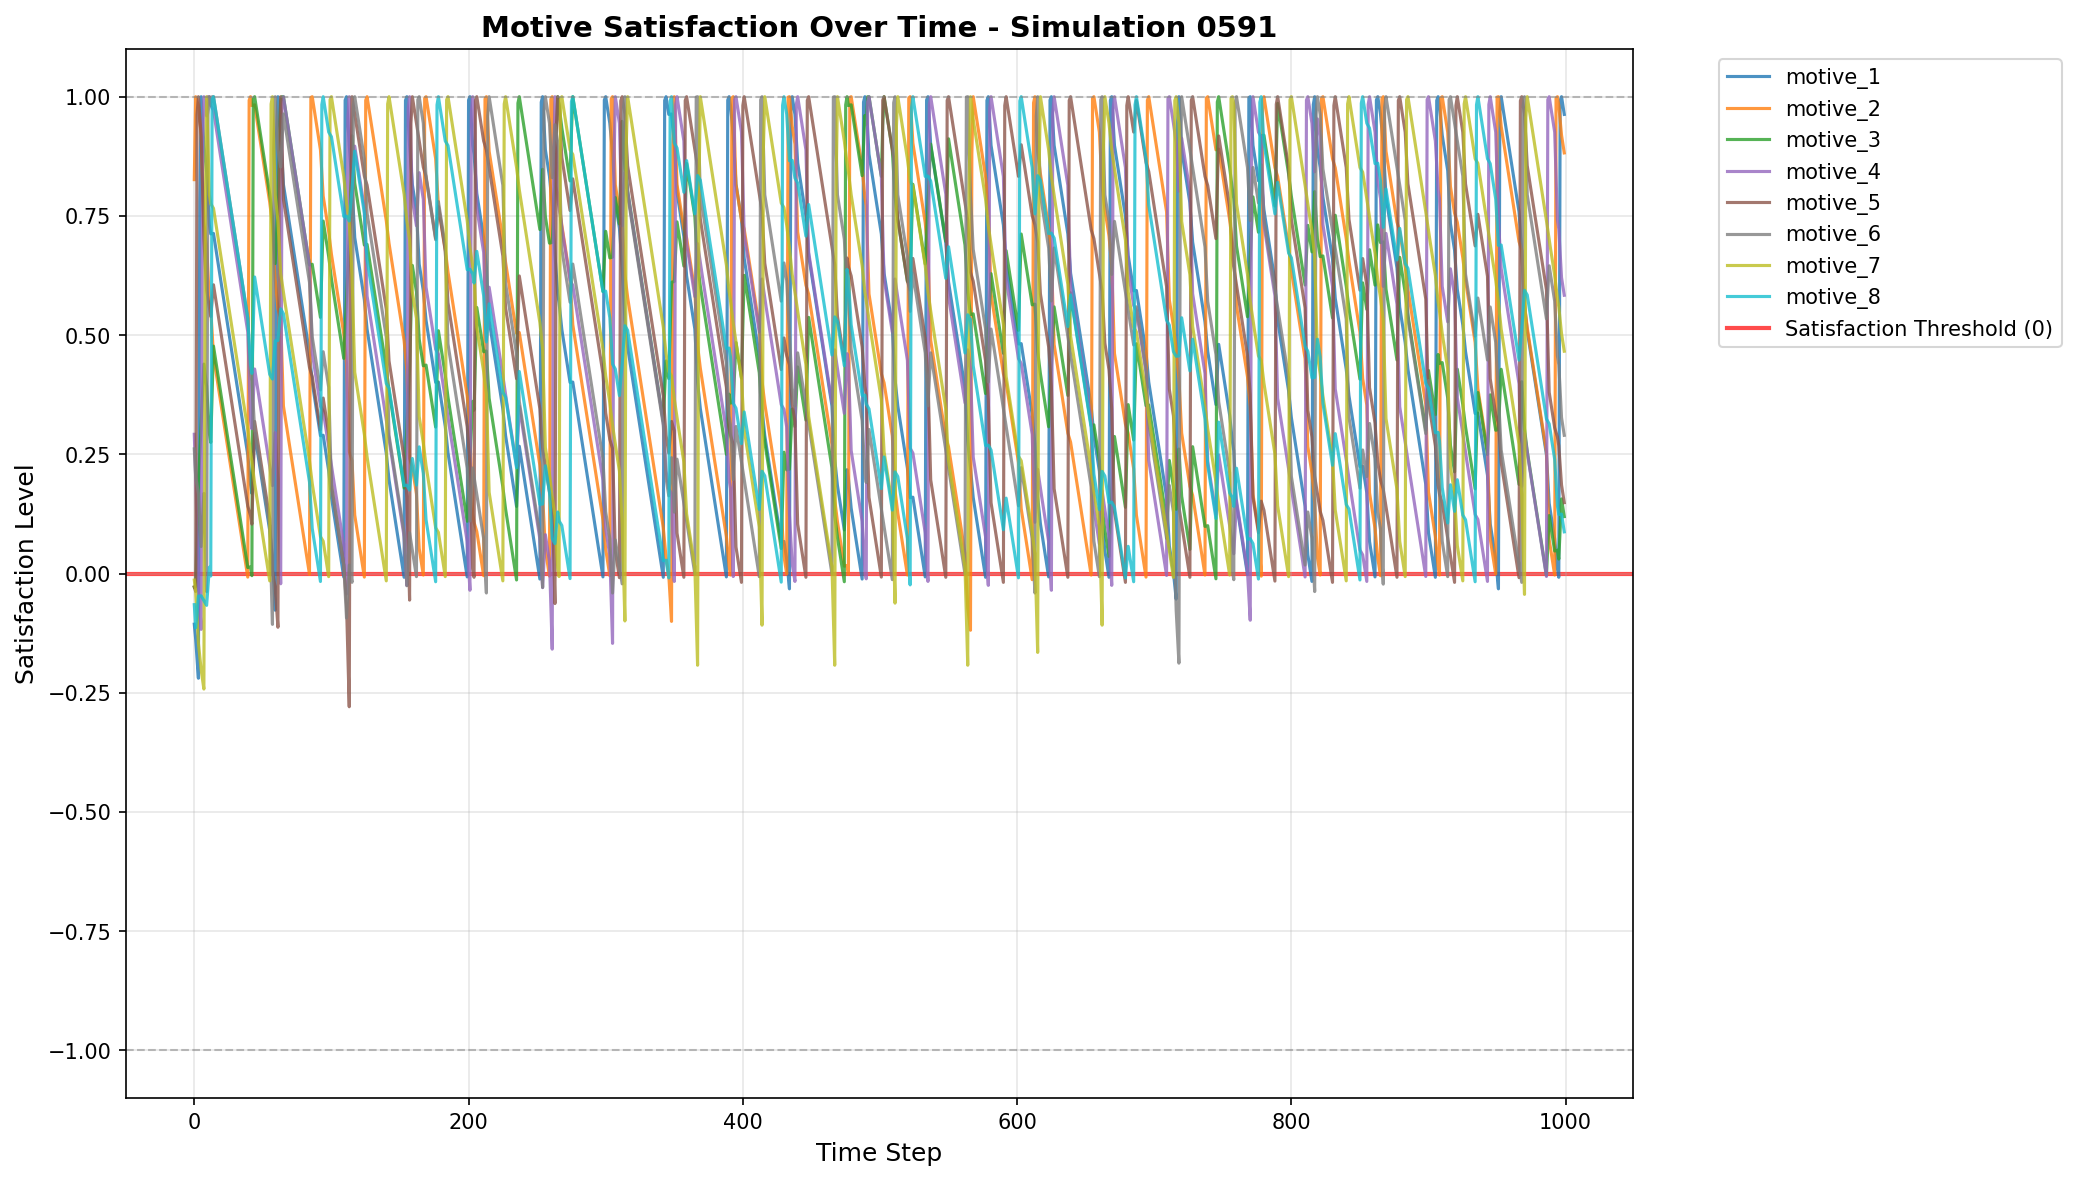 Motive Satisfaction Over Time - Simulation 0591
Satisfaction Level
1.00
0.75
0.50
0.25
0.00
−0.25
−0.50
−0.75
−1.00
0
200
400
600
800
1000
Time Step
motive_1
motive_2
motive_3
motive_4
motive_5
motive_6
motive_7
motive_8
Satisfaction Threshold (0)